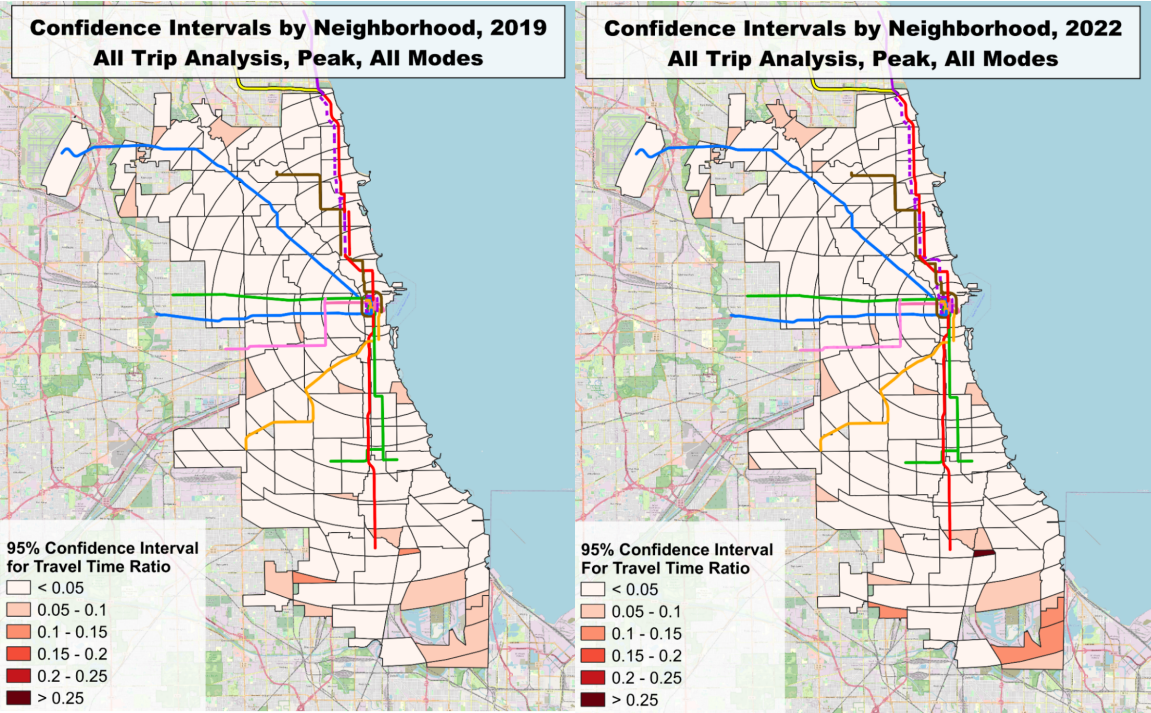 Confidence Intervals by Neighborhood, 2019
All Trip Analysis, Peak, All Modes
95% Confidence Interval
for Travel Time Ratio
< 0.05
0.05 - 0.1
0.1 - 0.15
0.15 - 0.2
0.2 - 0.25
> 0.25
Confidence Intervals by Neighborhood, 2022
All Trip Analysis, Peak, All Modes
95% Confidence Interval
For Travel Time Ratio
< 0.05
0.05 - 0.1
0.1 - 0.15
0.15 - 0.2
0.2 - 0.25
> 0.25